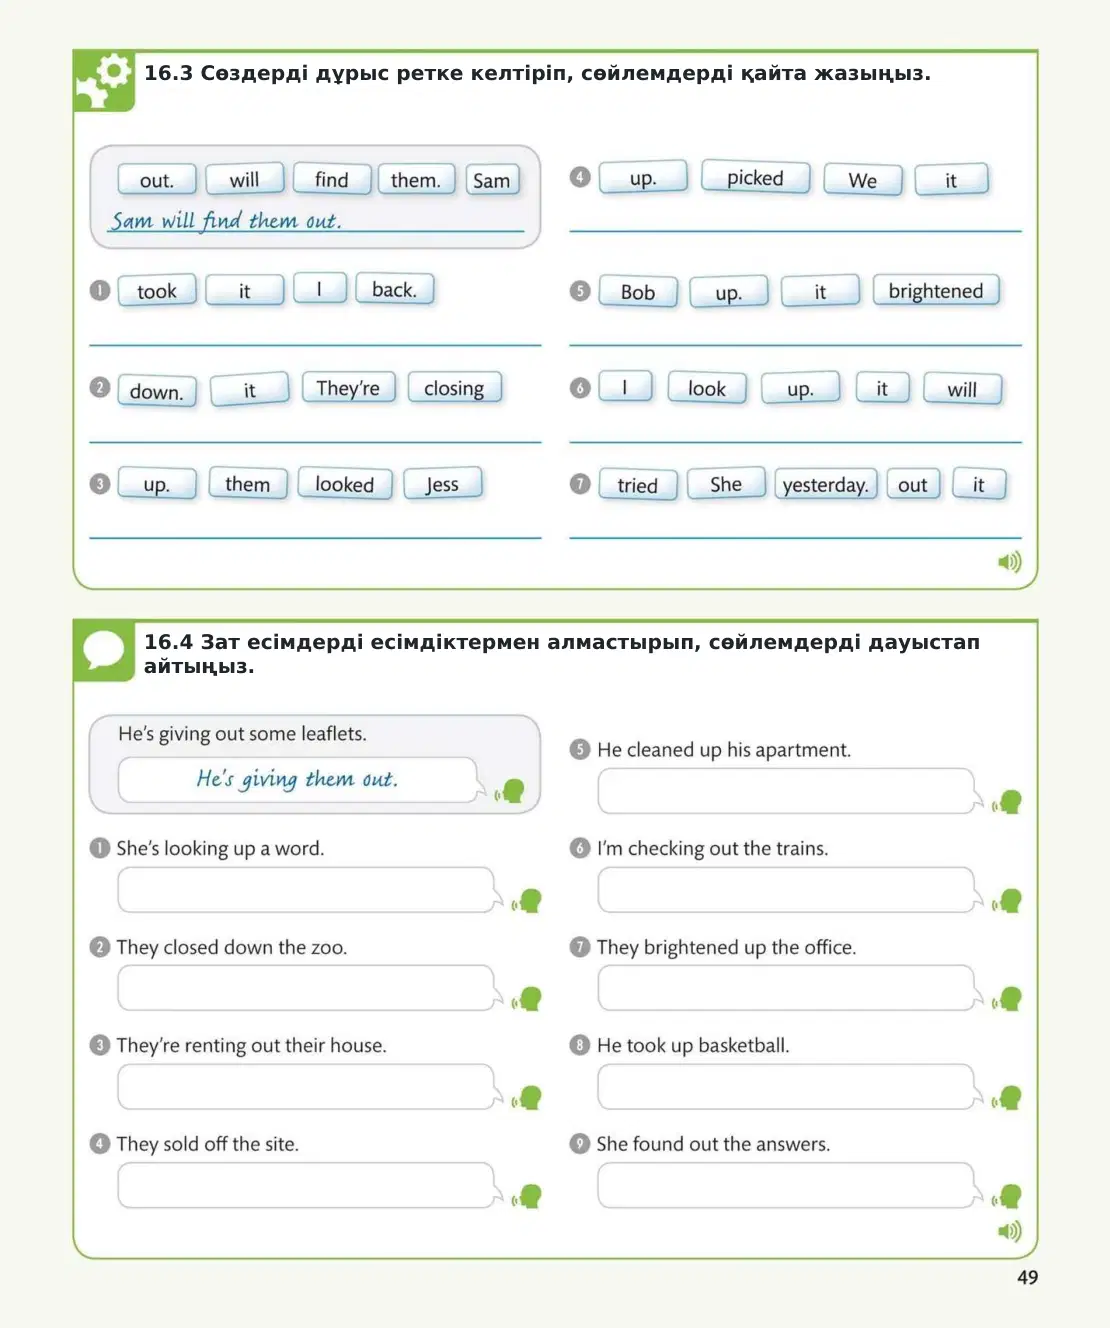 16.3 Сөздерді дұрыс ретке келтіріп, сөйлемдерді қайта жазыңыз.
out. will find them. Sam
Sam will find them out.
1 took it I back.
2 down. it They're closing
3 up. them looked Jess
4 up. picked We it
5 Bob up. it brightened
6 I look up. it will
7 tried She yesterday. out it
16.4 Зат есімдерді есімдіктермен алмастырып, сөйлемдерді дауыстап
айтыңыз.
He's giving out some leaflets.
He's giving them out.
1 She's looking up a word.
2 They closed down the zoo.
3 They're renting out their house.
4 They sold off the site.
5 He cleaned up his apartment.
6 I'm checking out the trains.
7 They brightened up the office.
8 He took up basketball.
9 She found out the answers.
49